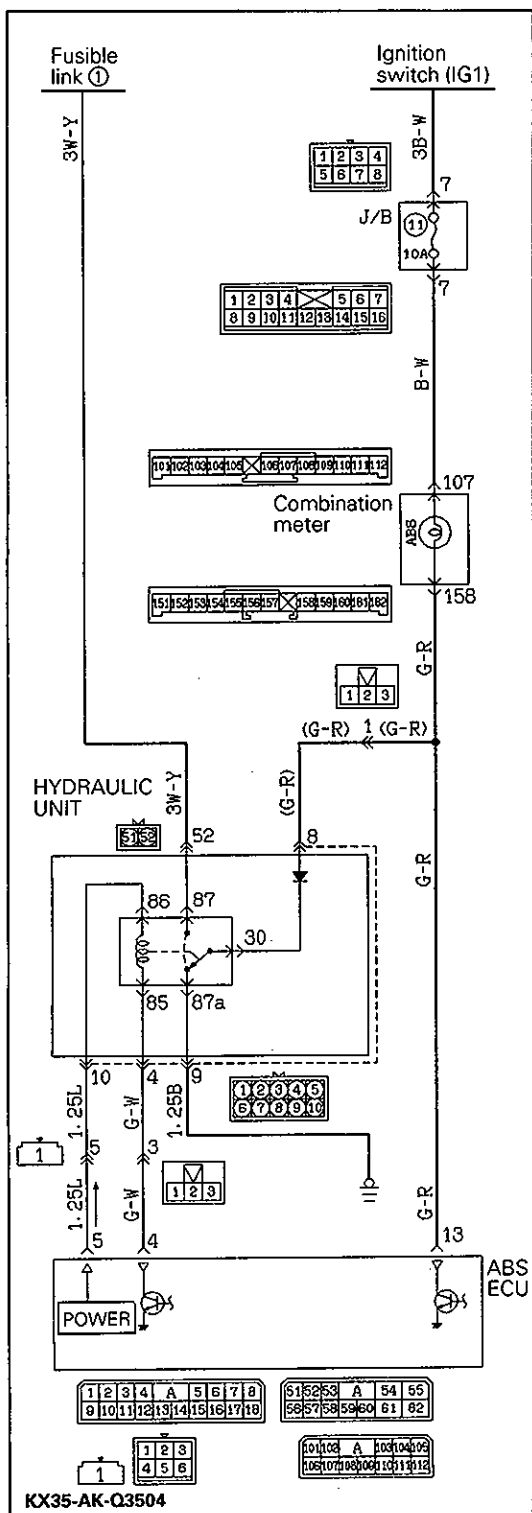 Fusible
link ①
Ignition
switch (IG1)
3W-Y
3B-W
1 2 3 4
5 6 7 8
7
J/B
⑪
10A
7
1 2 3 4 5 6 7
8 9 10 11 12 13 14 15 16
B-W
101 102 103 104 105 106 107 108 109 110 111 112
107
Combination
meter
ABS
151 152 153 154 155 156 157 158 159 160 161 162
158
G-R
1 2 3
(G-R) 1 (G-R)
(G-R)
3W-Y
HYDRAULIC
UNIT
51 52
52
8
G-R
86 87
30
85 87a
10 4 9
1 2 3 4 5
6 7 8 9 10
1.25L
G-W
1.25B
5 3
1
1 2 3
1.25L
G-W
G-R
5 4 13
ABS
ECU
POWER
1 2 3 4 A 5 6 7 8
9 10 11 12 13 14 15 16 17 18
51 52 53 A 54 55
56 57 58 59 60 61 62
1 2 3
4 5 6
1
101 102 A 103 104 105
106 107 108 109 110 111 112
KX35-AK-Q3504